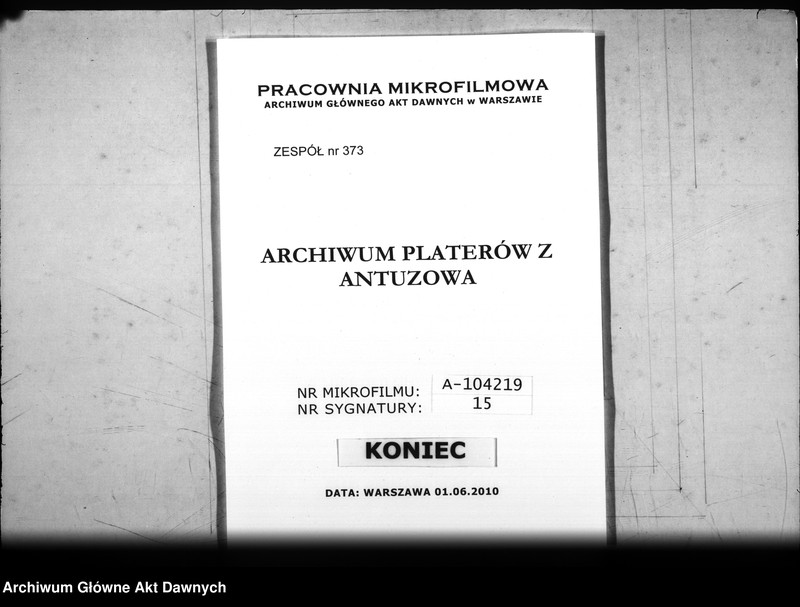 PRACOWNIA MIKROFILMOWA
ARCHIWUM GŁÓWNEGO AKT DAWNYCH w WARSZAWIE
ZESPÓŁ nr 373
ARCHIWUM PLATERÓW Z
ANTUZOWA
NR MIKROFILMU: A-104219
NR SYGNATURY: 15
KONIEC
DATA: WARSZAWA 01.06.2010
Archiwum Główne Akt Dawnych